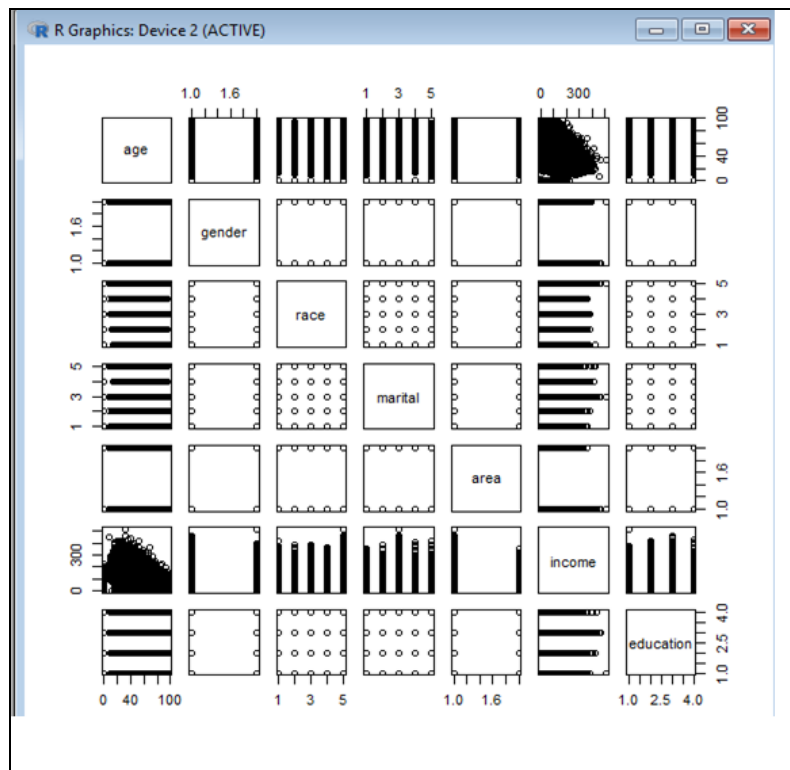 R Graphics: Device 2 (ACTIVE)
1.0 1.6 1 3 5 0 300
age
0 40 100
1.0 1.6
gender
race
1 3 5
1 3 5
marital
area
1.0 1.6
0 300
income
education
1.0 2.5 4.0
0 40 100 1 3 5 1.0 1.6 1.0 2.5 4.0